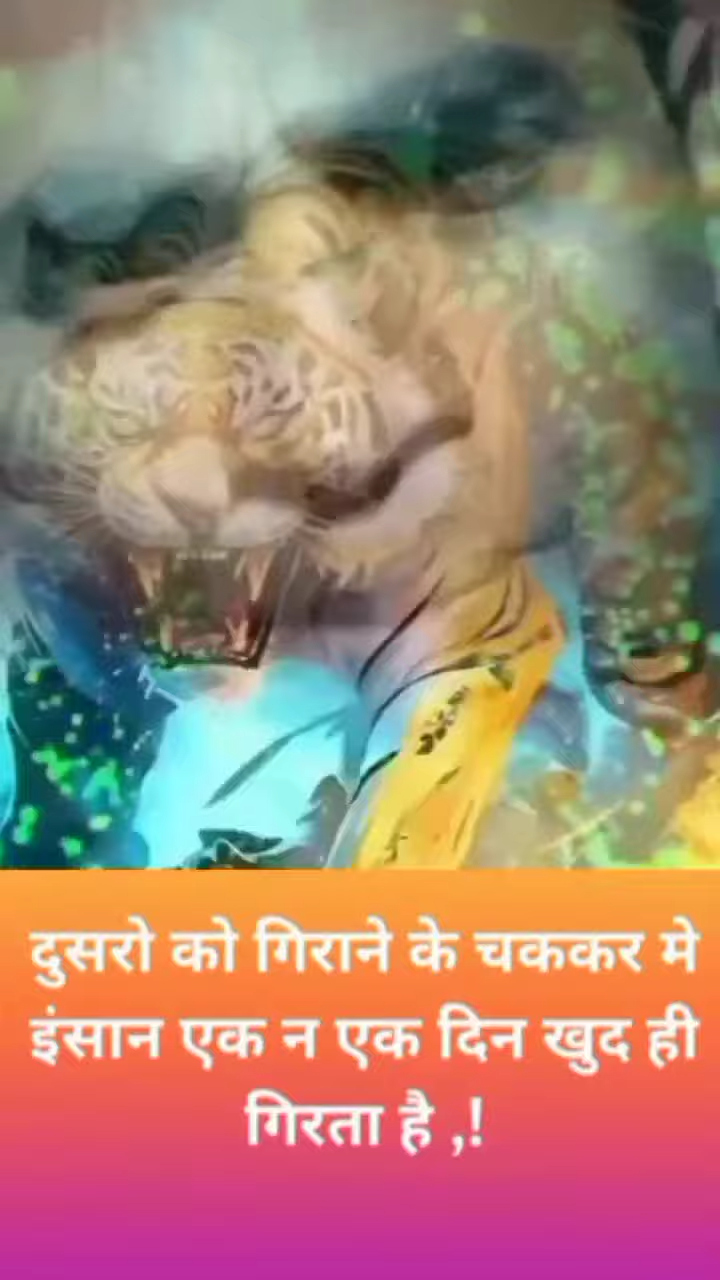 दुसरो को गिराने के चककर मे
इंसान एक न एक दिन खुद ही
गिरता है ,!